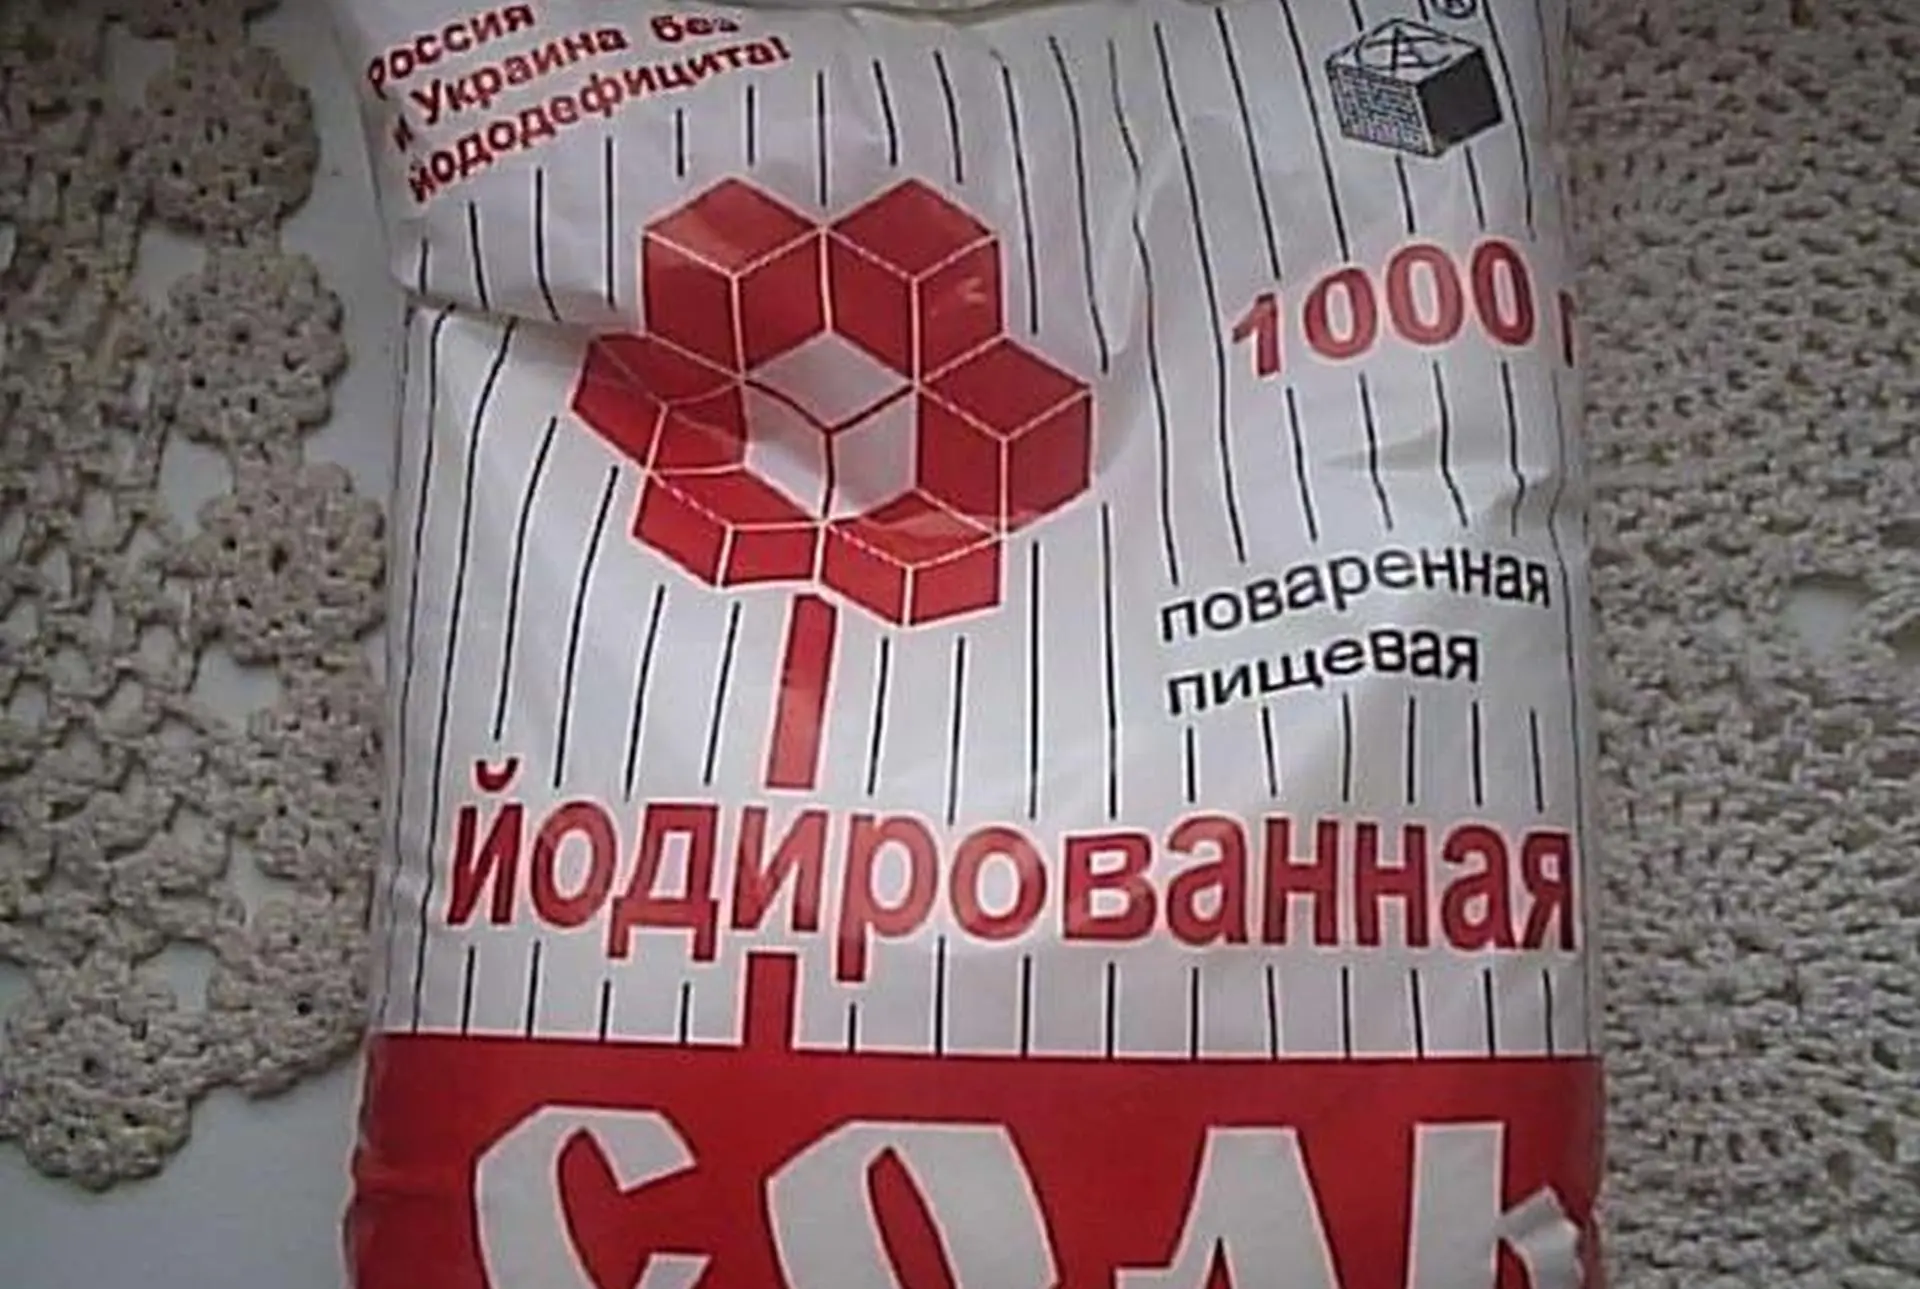 Россия
и Украина без
йододефицита!
®
1000 г
поваренная
пищевая
йодированная
СОЛЬ